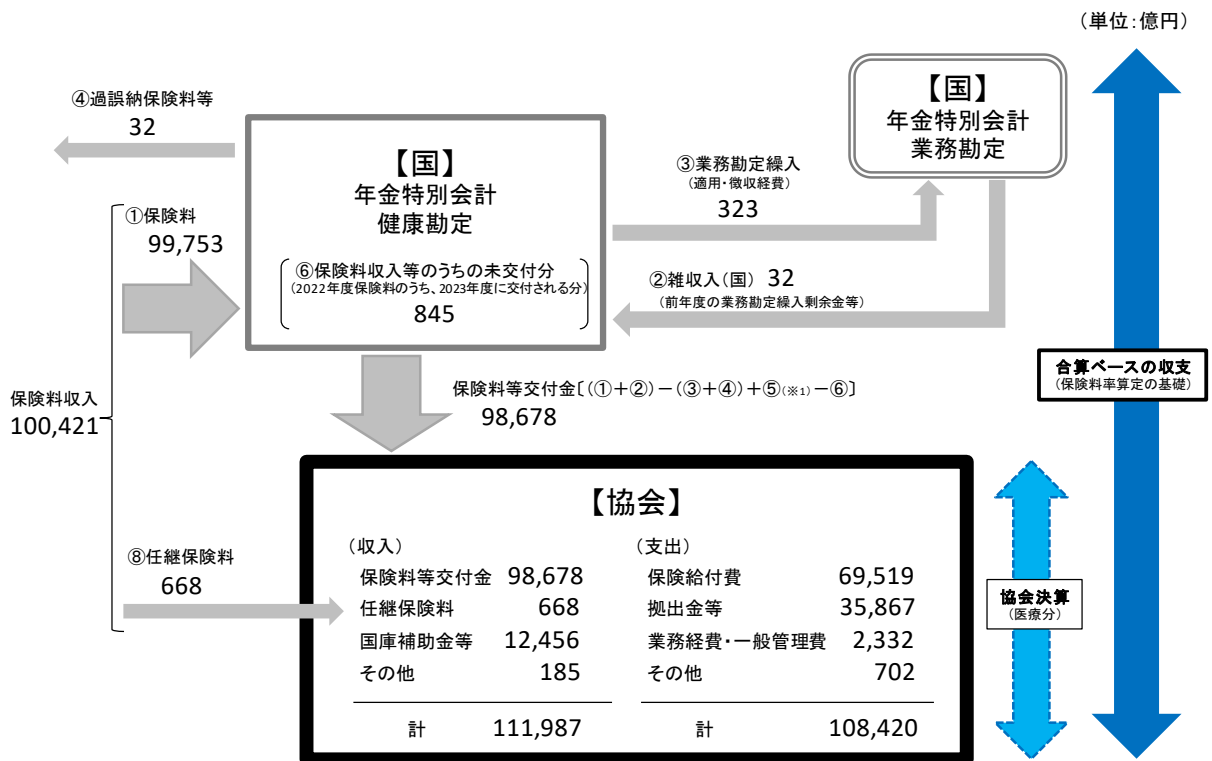 （単位：億円）
④過誤納保険料等
32
【国】
年金特別会計
健康勘定
⑥保険料収入等のうちの未交付分
（2022年度保険料のうち、2023年度に交付される分）
845
③業務勘定繰入
（適用・徴収経費）
323
【国】
年金特別会計
業務勘定
①保険料
99,753
②雑収入（国） 32
（前年度の業務勘定繰入剰余金等）
合算ベースの収支
（保険料率算定の基礎）
保険料収入
100,421
保険料等交付金〔（①＋②）－（③＋④）＋⑤（※1）－⑥〕
98,678
⑧任継保険料
668
【協会】
（収入）
保険料等交付金 98,678
任継保険料 668
国庫補助金等 12,456
その他 185
計 111,987
（支出）
保険給付費 69,519
拠出金等 35,867
業務経費・一般管理費 2,332
その他 702
計 108,420
協会決算
（医療分）